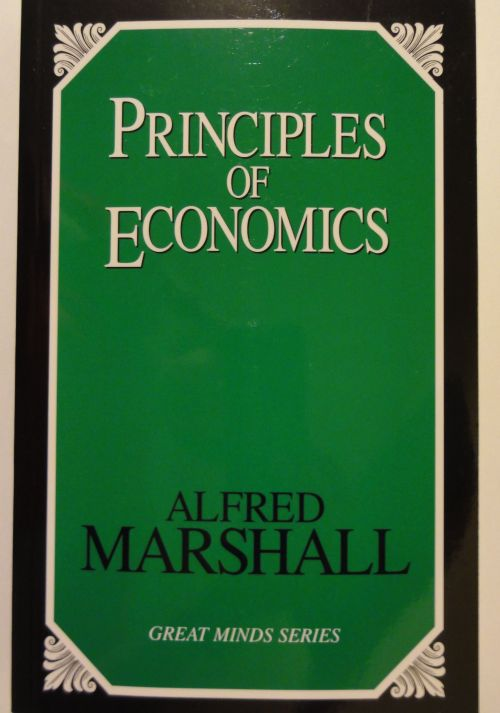 PRINCIPLES
OF
ECONOMICS
ALFRED
MARSHALL
GREAT MINDS SERIES